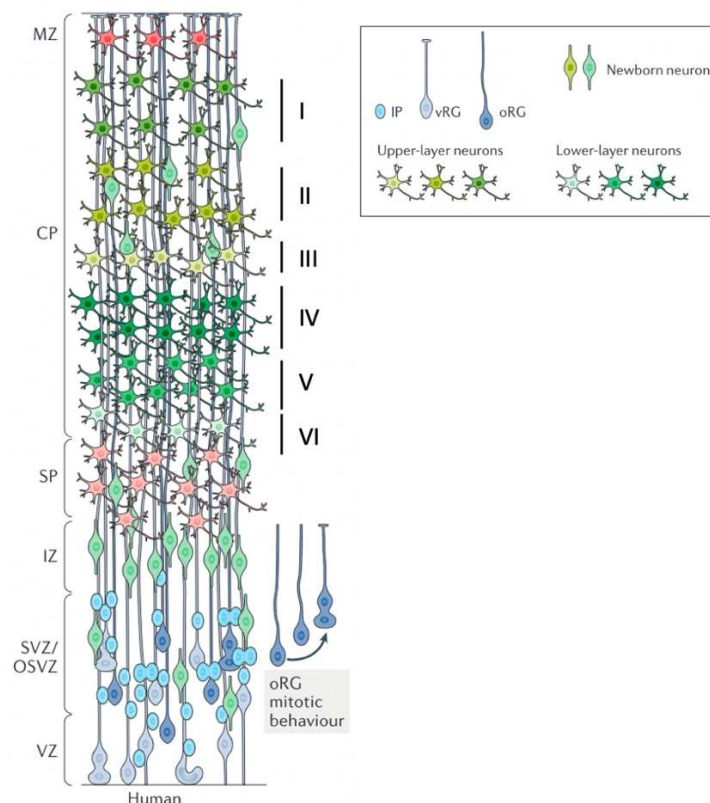 MZ
CP
SP
IZ
SVZ/
OSVZ
VZ
I
II
III
IV
V
VI
oRG
mitotic
behaviour
Human
IP
vRG
oRG
Newborn neuron
Upper-layer neurons
Lower-layer neurons